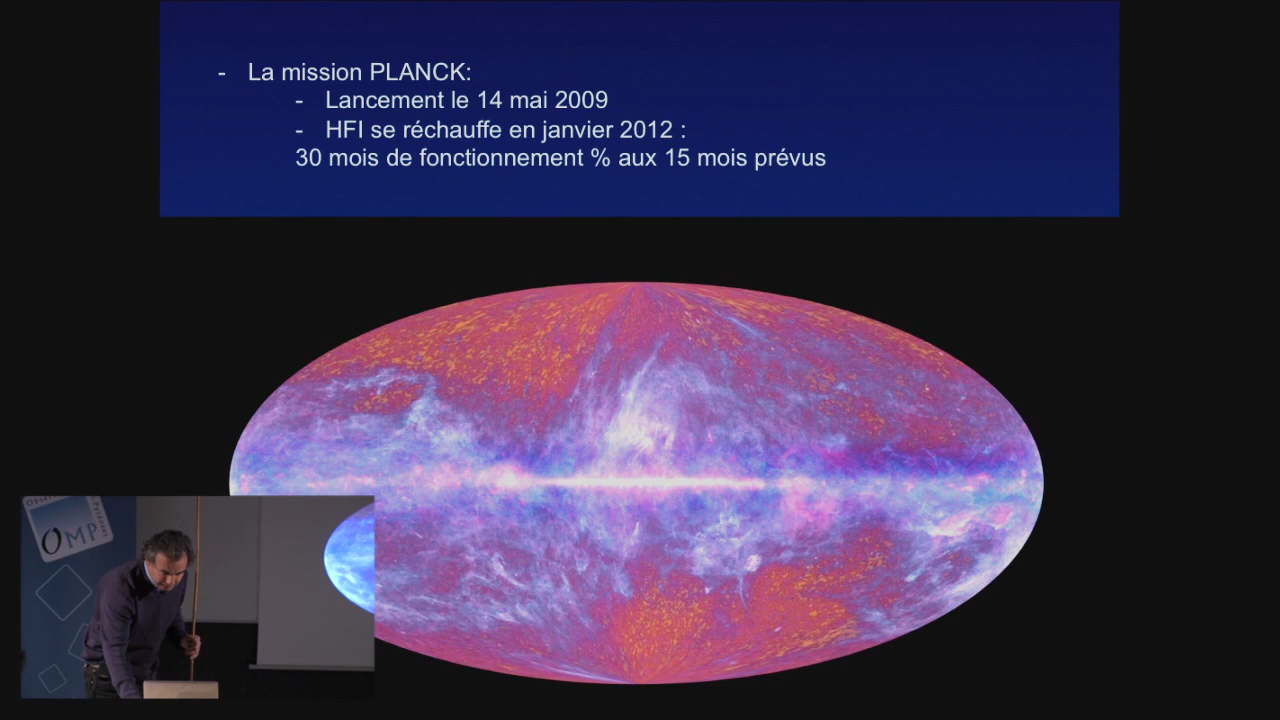 - La mission PLANCK:
- Lancement le 14 mai 2009
- HFI se réchauffe en janvier 2012 :
30 mois de fonctionnement % aux 15 mois prévus
OMP